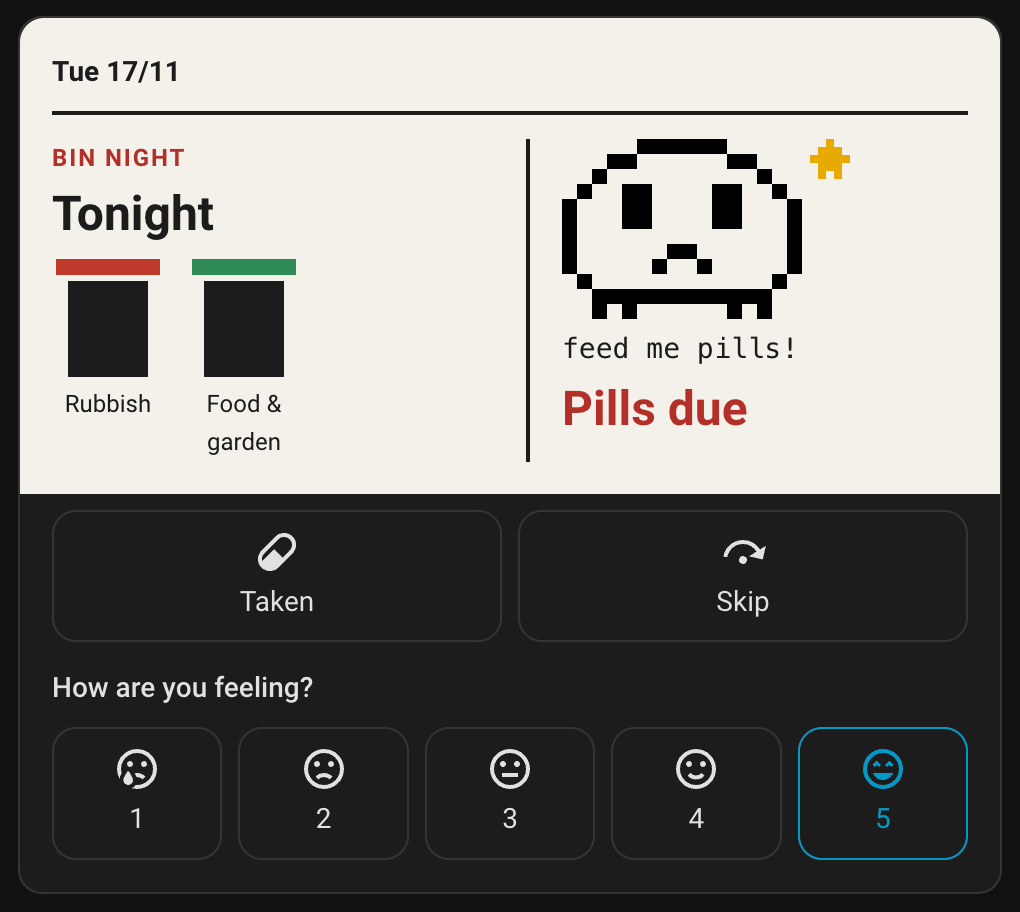 Tue 17/11
BIN NIGHT
Tonight
Rubbish
Food &
garden
feed me pills!
Pills due
Taken
Skip
How are you feeling?
1
2
3
4
5